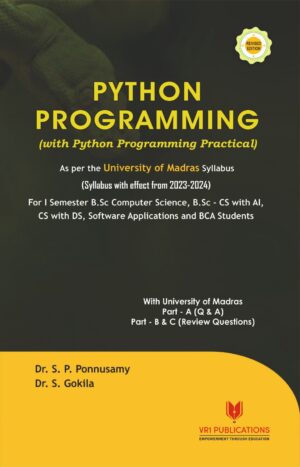 REVISED
EDITION
PYTHON
PROGRAMMING
(with Python Programming Practical)
As per the University of Madras Syllabus
(Syllabus with effect from 2023-2024)
For I Semester B.Sc Computer Science, B.Sc - CS with AI,
CS with DS, Software Applications and BCA Students
With University of Madras
Part - A (Q & A)
Part - B & C (Review Questions)
Dr. S. P. Ponnusamy
Dr. S. Gokila
VR1 PUBLICATIONS
EMPOWERMENT THROUGH EDUCATION